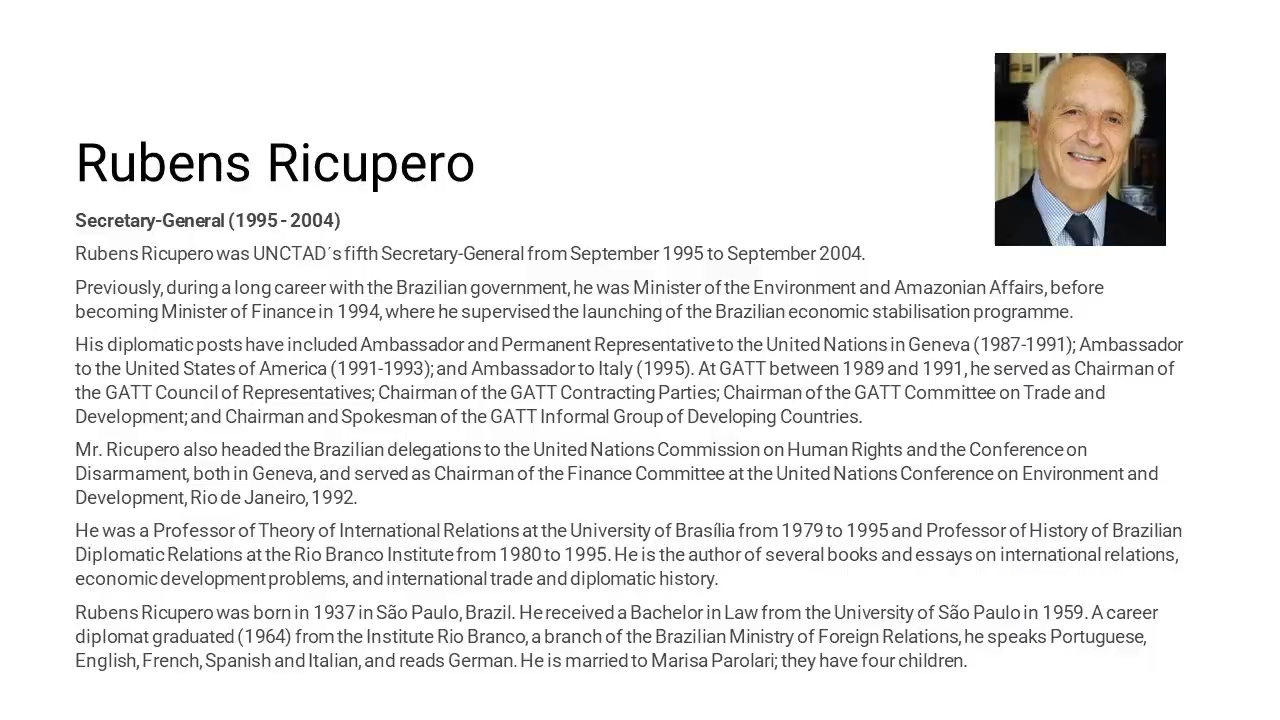 Rubens Ricupero
Secretary-General (1995 - 2004)
Rubens Ricupero was UNCTAD´s fifth Secretary-General from September 1995 to September 2004.
Previously, during a long career with the Brazilian government, he was Minister of the Environment and Amazonian Affairs, before
becoming Minister of Finance in 1994, where he supervised the launching of the Brazilian economic stabilisation programme.
His diplomatic posts have included Ambassador and Permanent Representative to the United Nations in Geneva (1987-1991); Ambassador
to the United States of America (1991-1993); and Ambassador to Italy (1995). At GATT between 1989 and 1991, he served as Chairman of
the GATT Council of Representatives; Chairman of the GATT Contracting Parties; Chairman of the GATT Committee on Trade and
Development; and Chairman and Spokesman of the GATT Informal Group of Developing Countries.
Mr. Ricupero also headed the Brazilian delegations to the United Nations Commission on Human Rights and the Conference on
Disarmament, both in Geneva, and served as Chairman of the Finance Committee at the United Nations Conference on Environment and
Development, Rio de Janeiro, 1992.
He was a Professor of Theory of International Relations at the University of Brasília from 1979 to 1995 and Professor of History of Brazilian
Diplomatic Relations at the Rio Branco Institute from 1980 to 1995. He is the author of several books and essays on international relations,
economic development problems, and international trade and diplomatic history.
Rubens Ricupero was born in 1937 in São Paulo, Brazil. He received a Bachelor in Law from the University of São Paulo in 1959. A career
diplomat graduated (1964) from the Institute Rio Branco, a branch of the Brazilian Ministry of Foreign Relations, he speaks Portuguese,
English, French, Spanish and Italian, and reads German. He is married to Marisa Parolari; they have four children.